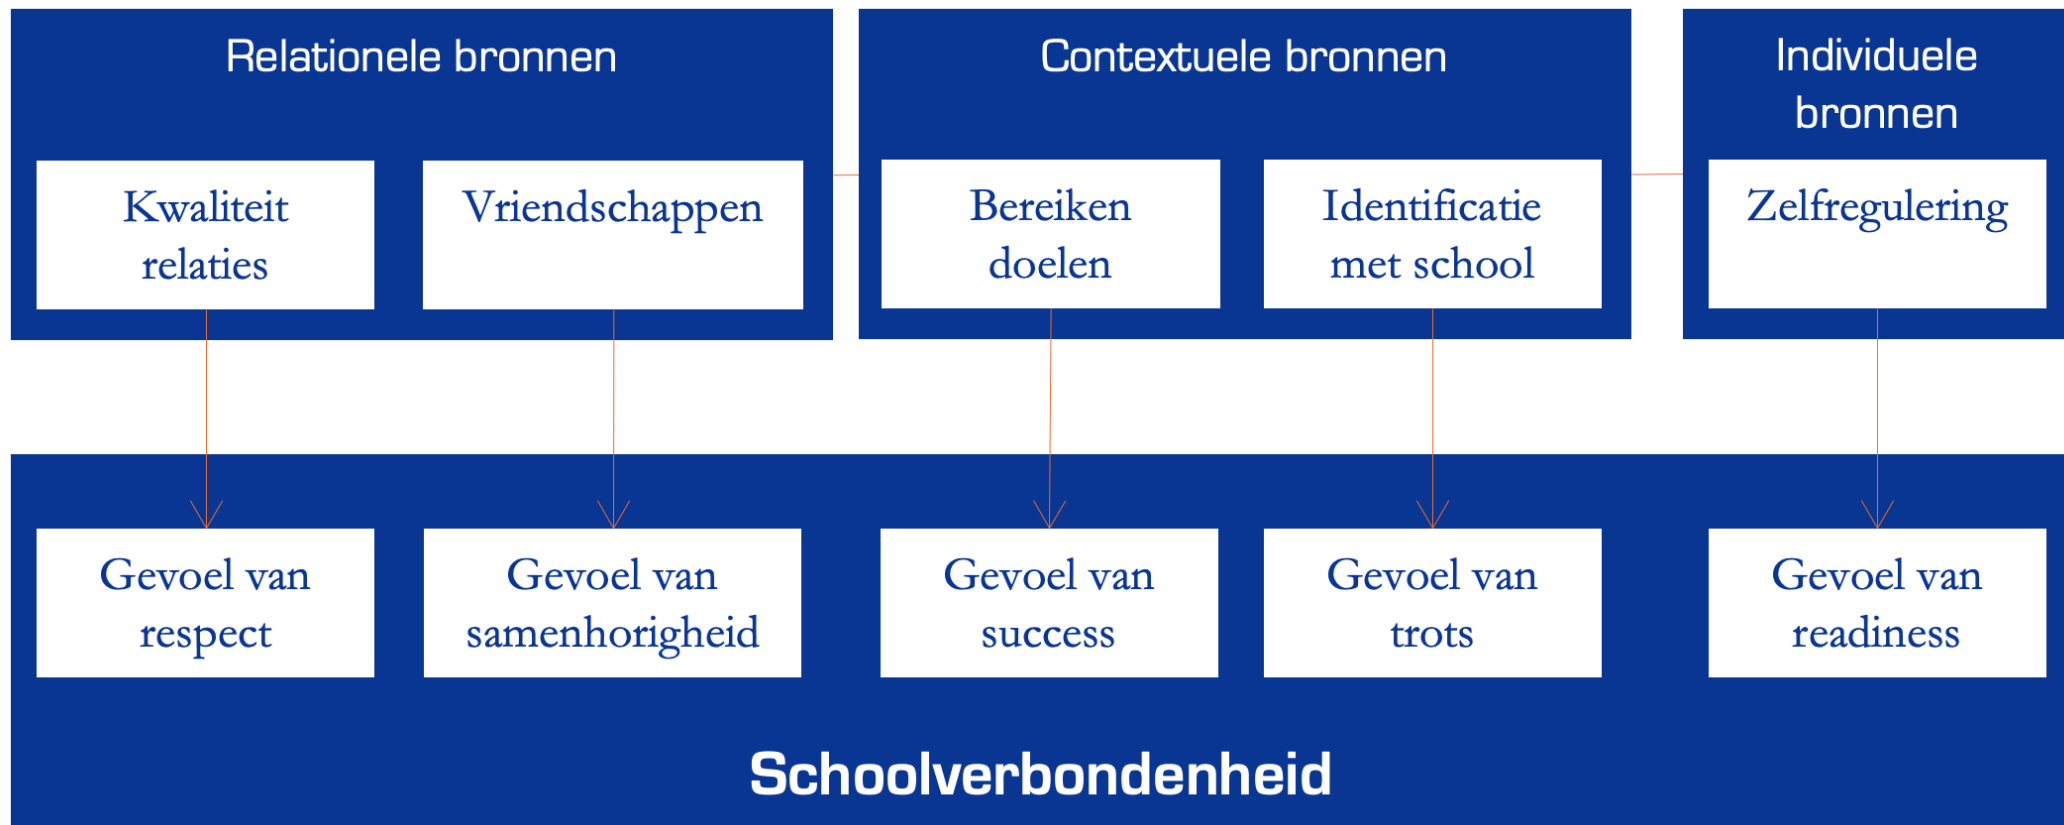 Relationele bronnen
Contextuele bronnen
Individuele
bronnen
Kwaliteit
relaties
Vriendschappen
Bereiken
doelen
Identificatie
met school
Zelfregulering
Gevoel van
respect
Gevoel van
samenhorigheid
Gevoel van
success
Gevoel van
trots
Gevoel van
readiness
Schoolverbondenheid